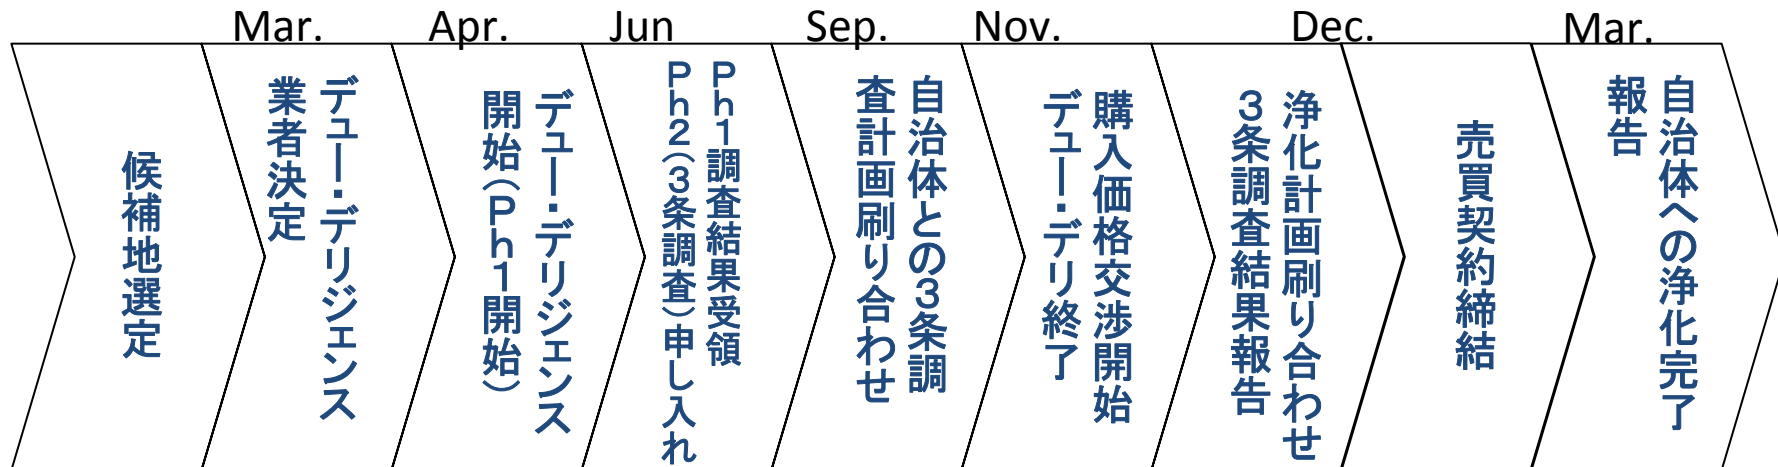 Mar.
Apr.
Jun
Sep.
Nov.
Dec.
Mar.
候補地選定
デュー・デリジェンス
業者決定
デュー・デリジェンス
開始（Ｐｈ１開始）
Ｐｈ１調査結果受領
Ｐｈ２（３条調査）申し入れ
自治体との３条調
査計画刷り合わせ
購入価格交渉開始
デュー・デリ終了
浄化計画刷り合わせ
３条調査結果報告
売買契約締結
自治体への浄化完了
報告